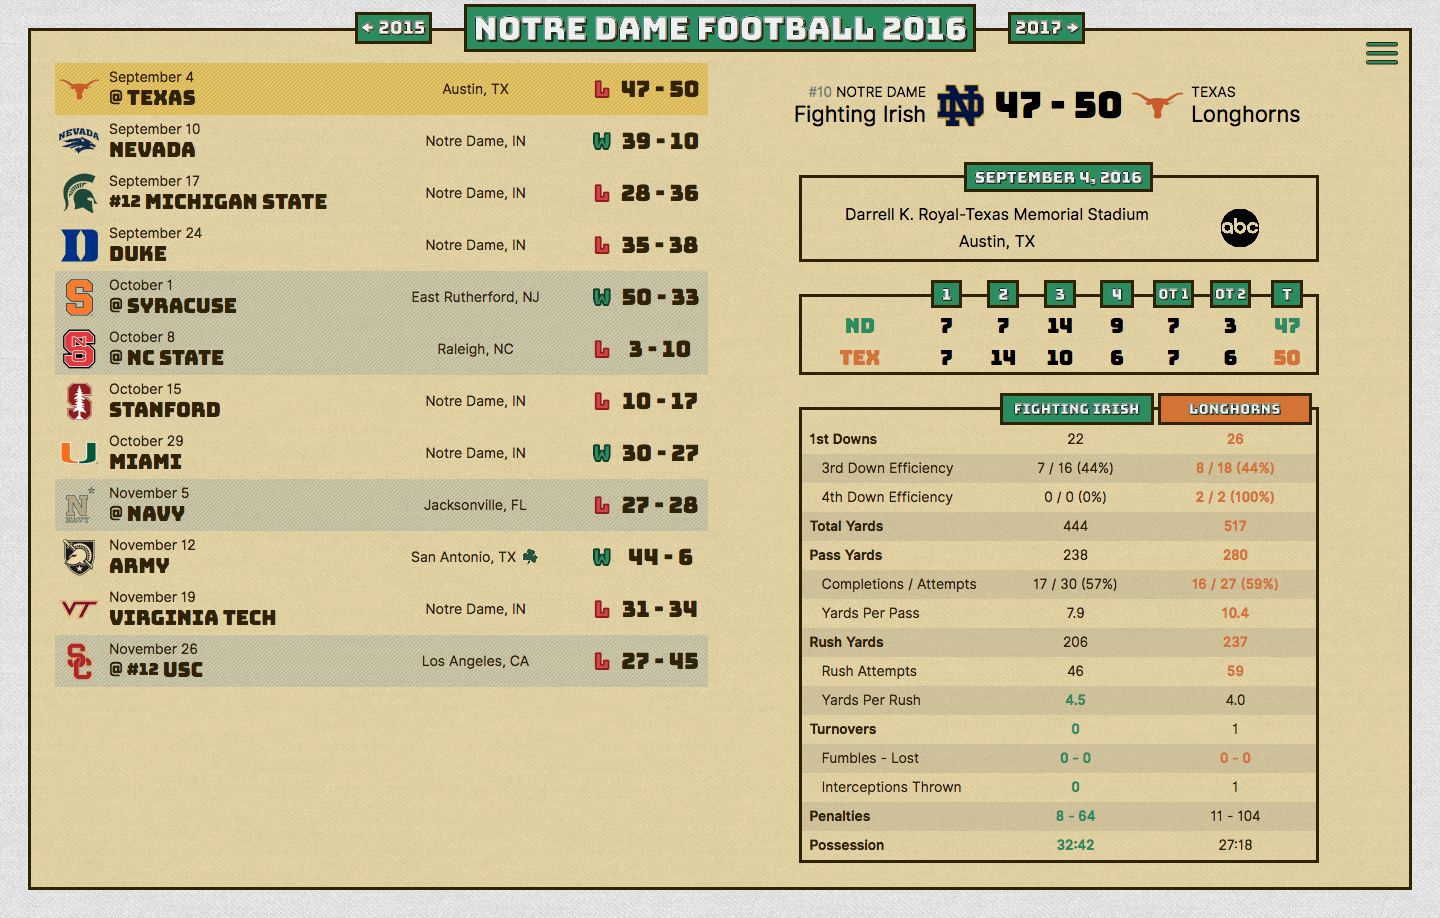 ← 2015
NOTRE DAME FOOTBALL 2016
2017 →
September 4
@ TEXAS
Austin, TX
L 47 - 50
NEVADA
September 10
NEVADA
Notre Dame, IN
W 39 - 10
September 17
#12 MICHIGAN STATE
Notre Dame, IN
L 28 - 36
D
September 24
DUKE
Notre Dame, IN
L 35 - 38
S
October 1
@ SYRACUSE
East Rutherford, NJ
W 50 - 33
S
October 8
@ NC STATE
Raleigh, NC
L 3 - 10
S
October 15
STANFORD
Notre Dame, IN
L 10 - 17
U
October 29
MIAMI
Notre Dame, IN
W 30 - 27
N
NAVY
November 5
@ NAVY
Jacksonville, FL
L 27 - 28
November 12
ARMY
San Antonio, TX
W 44 - 6
VT
November 19
VIRGINIA TECH
Notre Dame, IN
L 31 - 34
SC
November 26
@ #12 USC
Los Angeles, CA
L 27 - 45
#10 NOTRE DAME
Fighting Irish
ND
47 - 50
TEXAS
Longhorns
SEPTEMBER 4, 2016
Darrell K. Royal-Texas Memorial Stadium
Austin, TX
abc
1 2 3 4 OT 1 OT 2 T
ND 7 7 14 9 7 3 47
TEX 7 14 10 6 7 6 50
FIGHTING IRISH LONGHORNS
1st Downs 22 26
3rd Down Efficiency 7 / 16 (44%) 8 / 18 (44%)
4th Down Efficiency 0 / 0 (0%) 2 / 2 (100%)
Total Yards 444 517
Pass Yards 238 280
Completions / Attempts 17 / 30 (57%) 16 / 27 (59%)
Yards Per Pass 7.9 10.4
Rush Yards 206 237
Rush Attempts 46 59
Yards Per Rush 4.5 4.0
Turnovers 0 1
Fumbles - Lost 0 - 0 0 - 0
Interceptions Thrown 0 1
Penalties 8 - 64 11 - 104
Possession 32:42 27:18